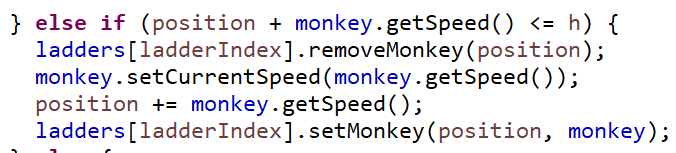 } else if (position + monkey.getSpeed() <= h) {
ladders[ladderIndex].removeMonkey(position);
monkey.setCurrentSpeed(monkey.getSpeed());
position += monkey.getSpeed();
ladders[ladderIndex].setMonkey(position, monkey);
} else {